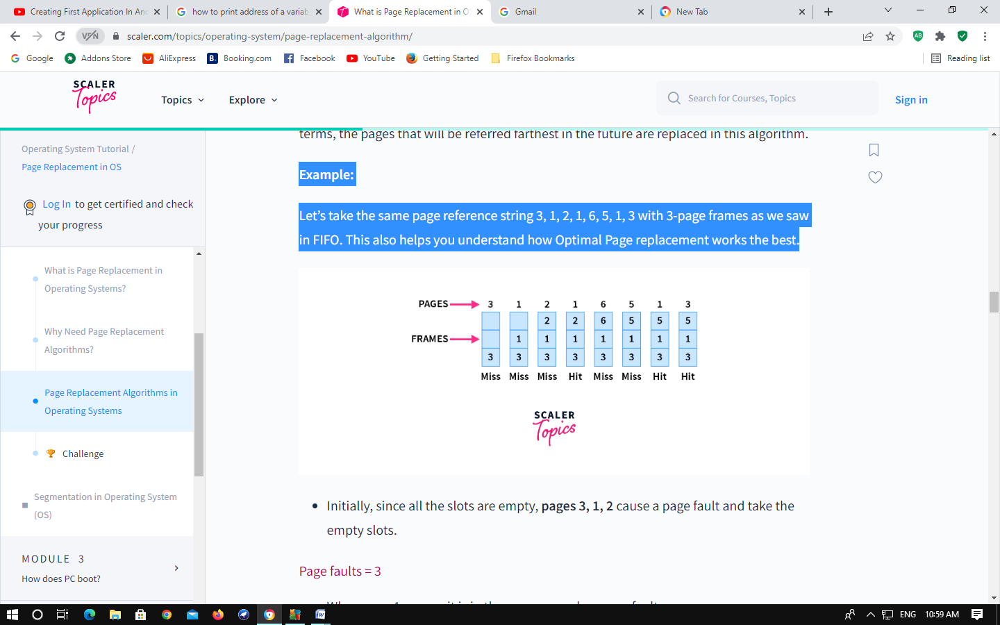 Creating First Application In An
how to print address of a variab
What is Page Replacement in O
Gmail
New Tab
VPN
scaler.com/topics/operating-system/page-replacement-algorithm/
Google
Addons Store
AliExpress
Booking.com
Facebook
YouTube
Getting Started
Firefox Bookmarks
Reading list
SCALER
Topics
Topics
Explore
Search for Courses, Topics
Sign in
Operating System Tutorial /
Page Replacement in OS
Log In to get certified and check
your progress
What is Page Replacement in
Operating Systems?
Why Need Page Replacement
Algorithms?
Page Replacement Algorithms in
Operating Systems
Challenge
Segmentation in Operating System
(OS)
MODULE 3
How does PC boot?
terms, the pages that will be referred farthest in the future are replaced in this algorithm.
Example:
Let’s take the same page reference string 3, 1, 2, 1, 6, 5, 1, 3 with 3-page frames as we saw
in FIFO. This also helps you understand how Optimal Page replacement works the best.
PAGES 3 1 2 1 6 5 1 3
2 2 6 5 5 5
FRAMES 1 1 1 1 1 1 1
3 3 3 3 3 3 3 3
Miss Miss Miss Hit Miss Miss Hit Hit
SCALER
Topics
• Initially, since all the slots are empty, pages 3, 1, 2 cause a page fault and take the
empty slots.
Page faults = 3
ENG
10:59 AM